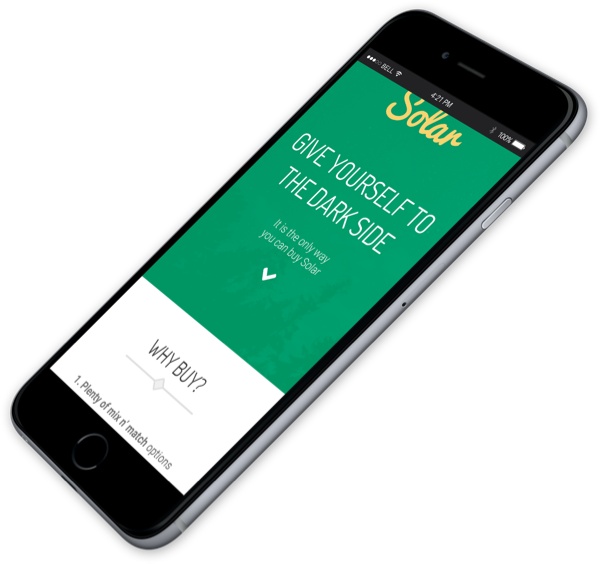 BELL
4:21 PM
100%
Solar
GIVE YOURSELF TO
THE DARK SIDE
It is the only way
you can buy Solar
WHY BUY?
1. Plenty of mix n' match options